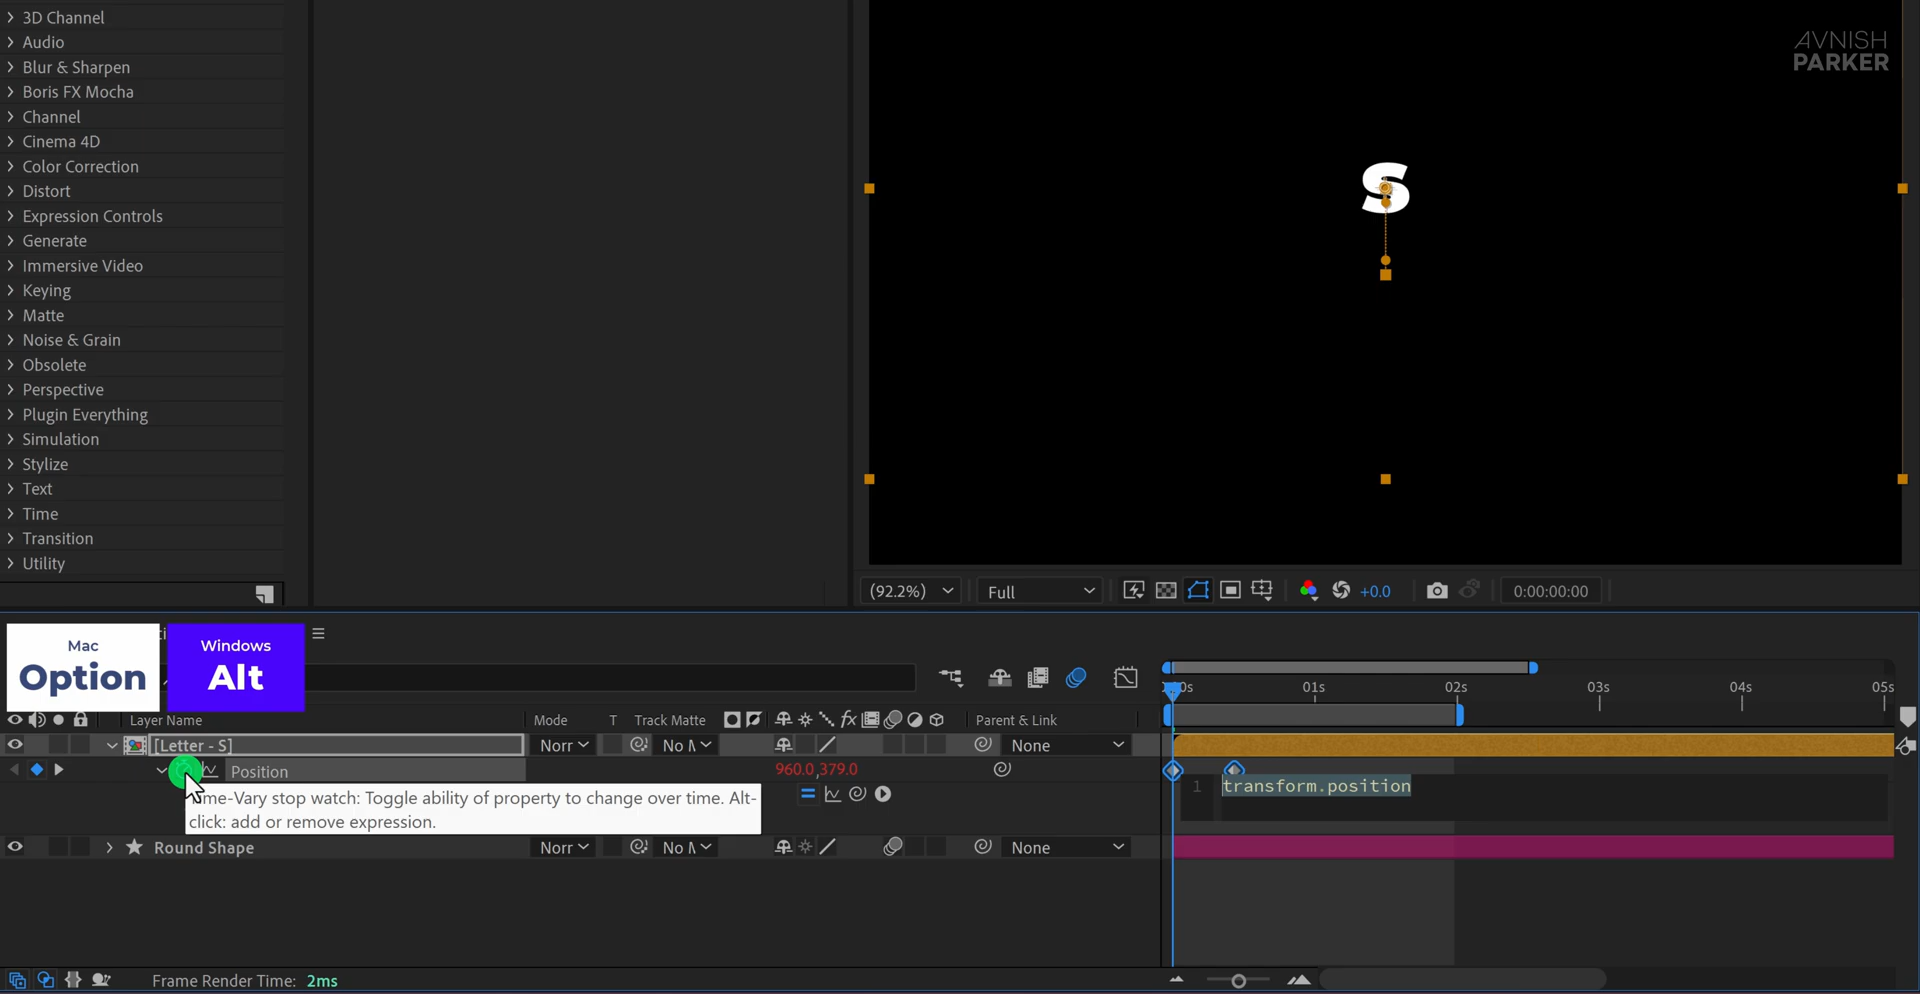 3D Channel
Audio
Blur & Sharpen
Boris FX Mocha
Channel
Cinema 4D
Color Correction
Distort
Expression Controls
Generate
Immersive Video
Keying
Matte
Noise & Grain
Obsolete
Perspective
Plugin Everything
Simulation
Stylize
Text
Time
Transition
Utility
AVNISH
PARKER
S
(92.2%) Full +0.0 0:00:00:00
Mac
Option
Windows
Alt
0s 01s 02s 03s 04s 05s
Layer Name Mode T Track Matte fx Parent & Link
[Letter - S] Norr No None
Position 960.0,379.0
1 transform.position
Time-Vary stop watch: Toggle ability of property to change over time. Alt-
click: add or remove expression.
Round Shape Norr No None
Frame Render Time: 2ms